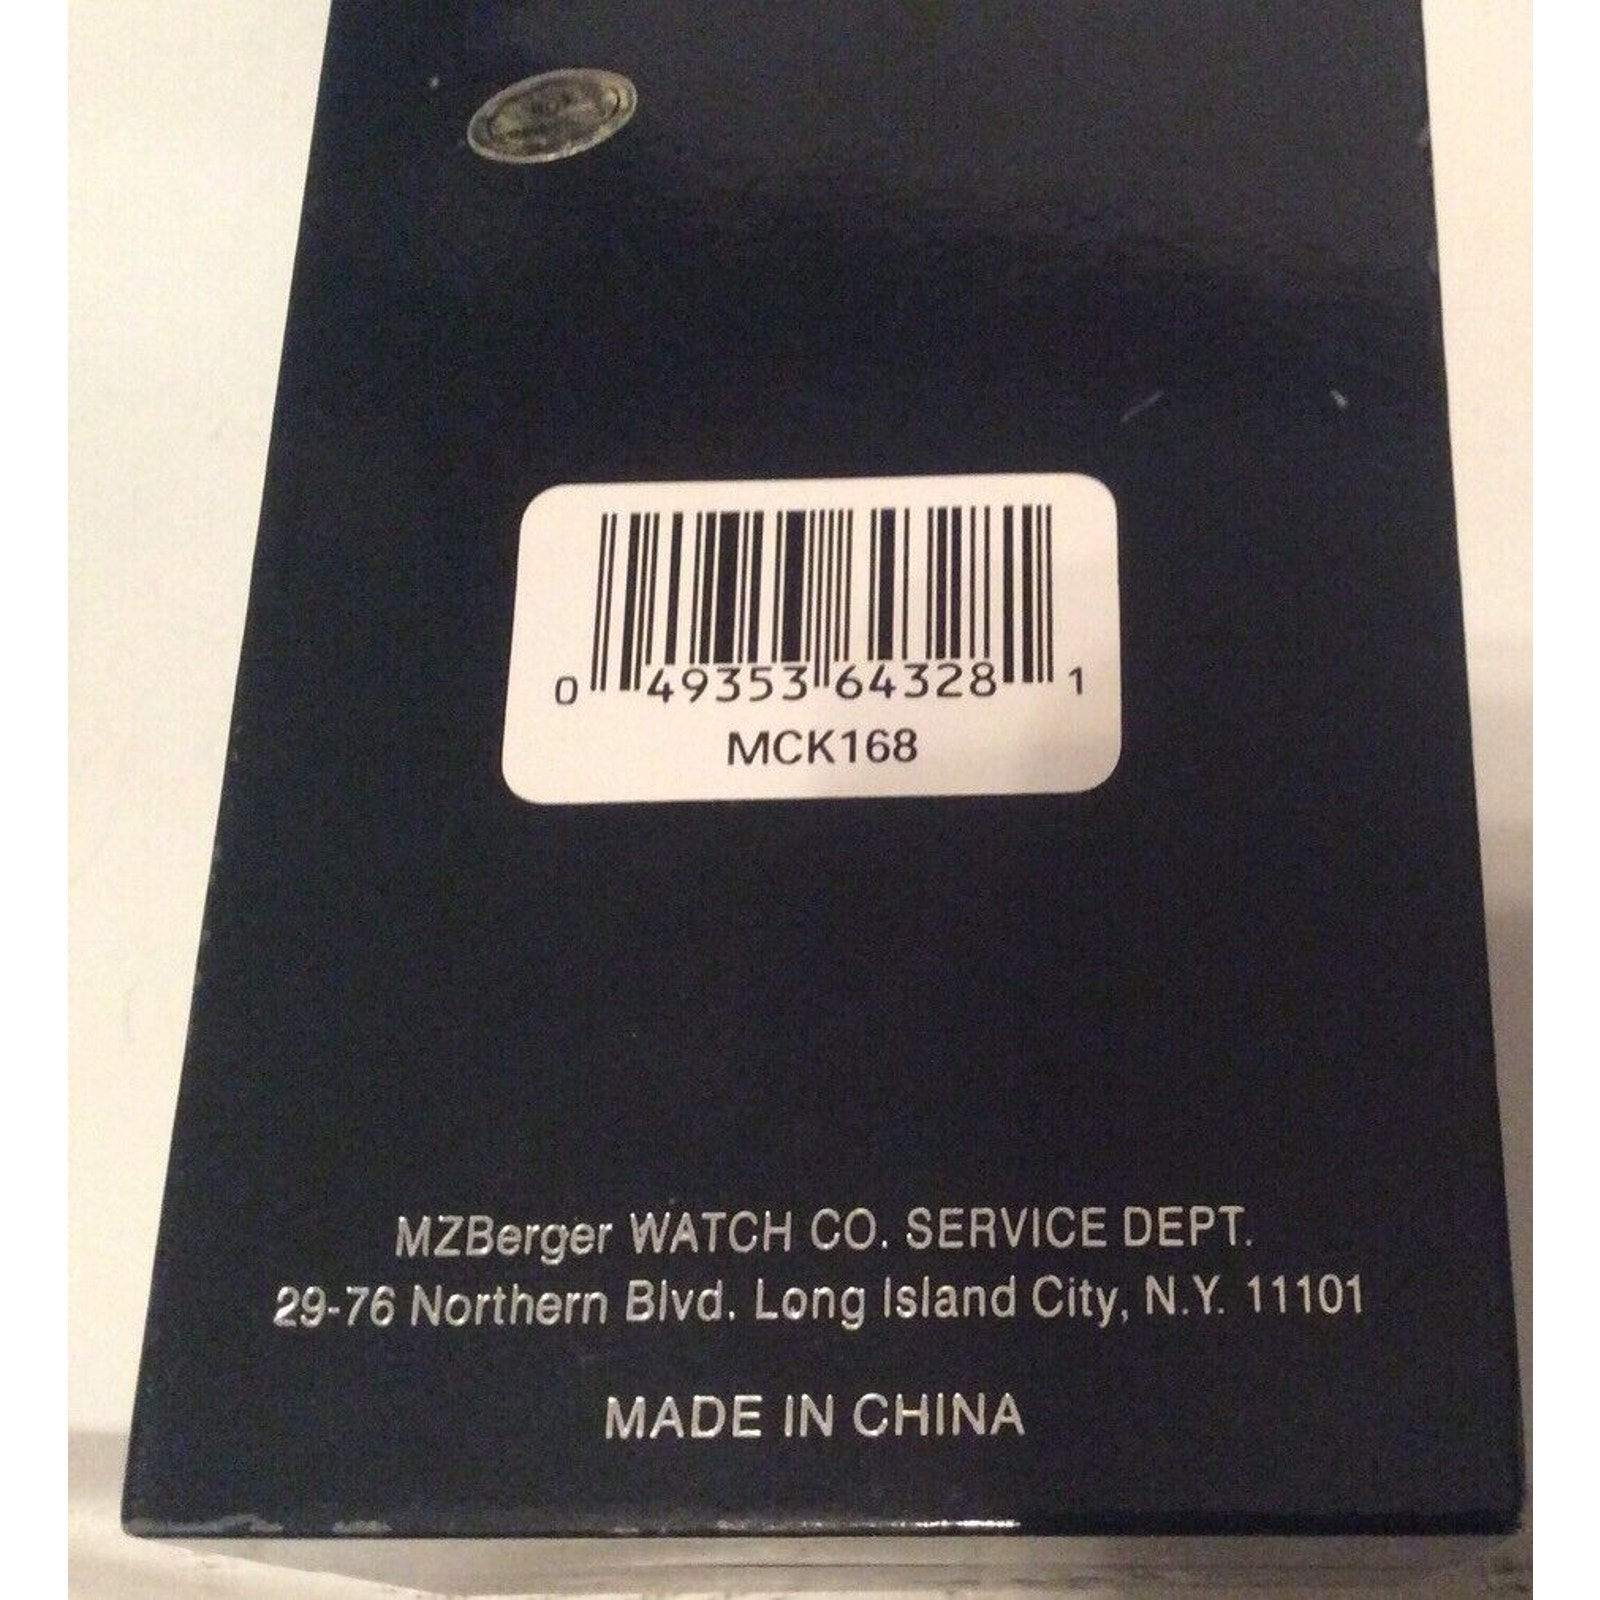 0 49353 64328 1
MCK168
MZBerger WATCH CO. SERVICE DEPT.
29-76 Northern Blvd. Long Island City, N.Y. 11101
MADE IN CHINA